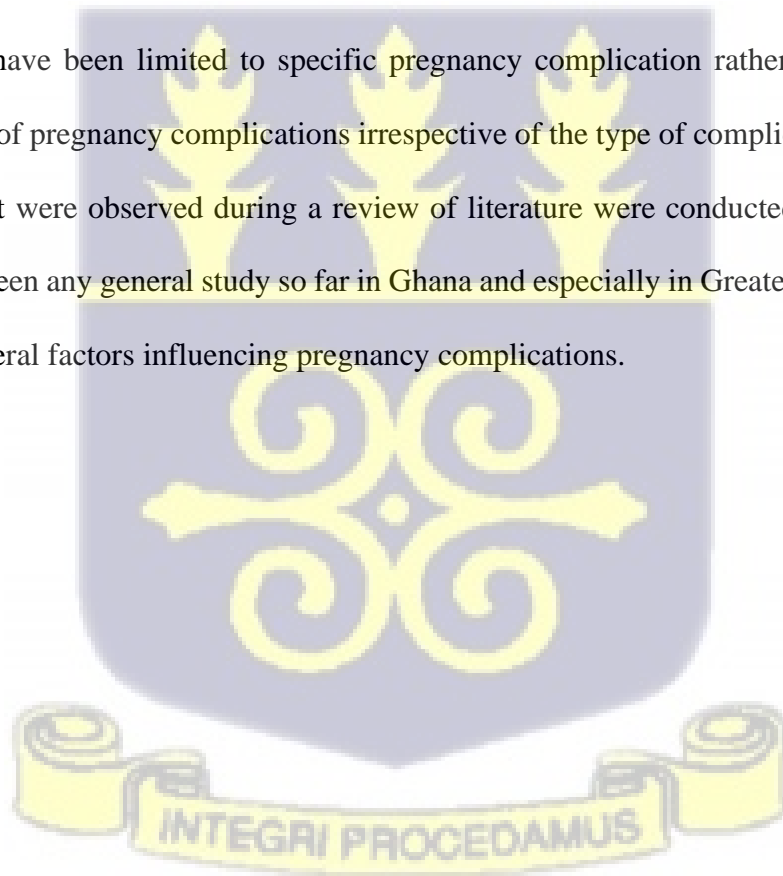 have been limited to specific pregnancy complication rather
of pregnancy complications irrespective of the type of compli
t were observed during a review of literature were conducted
een any general study so far in Ghana and especially in Greate
eral factors influencing pregnancy complications.
INTEGRI PROCEDAMUS